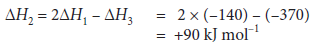 ΔH₂ = 2ΔH₁ – ΔH₃ = 2 × (–140) – (–370)
= +90 kJ mol⁻¹